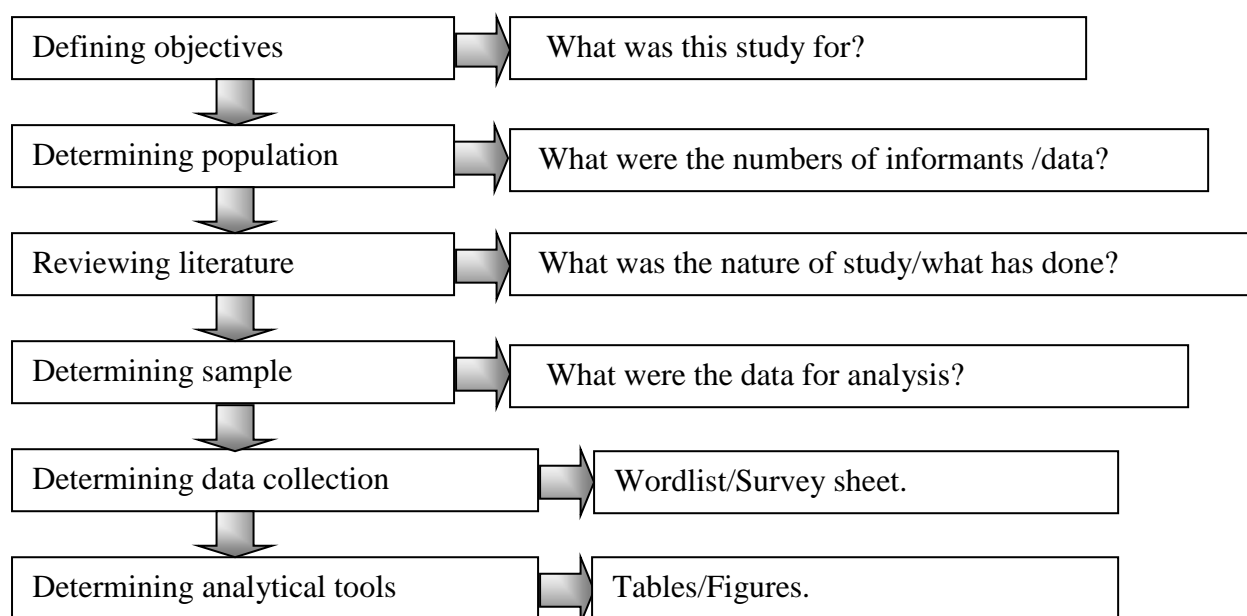 Defining objectives
What was this study for?
Determining population
What were the numbers of informants /data?
Reviewing literature
What was the nature of study/what has done?
Determining sample
What were the data for analysis?
Determining data collection
Wordlist/Survey sheet.
Determining analytical tools
Tables/Figures.